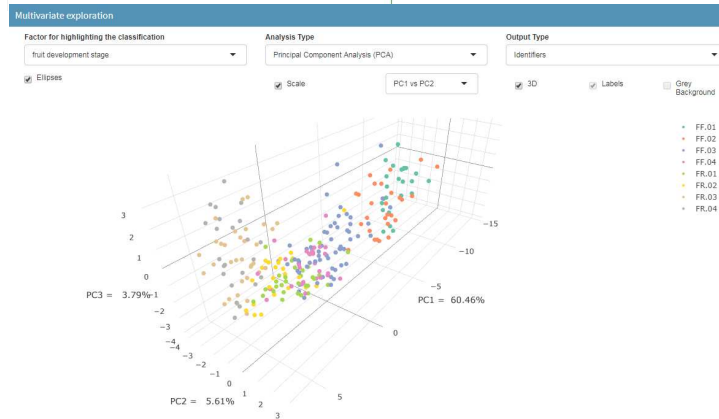 Multivariate exploration
Factor for highlighting the classification
Analysis Type
Output Type
fruit development stage
Principal Component Analysis (PCA)
Identifiers
Ellipses
Scale
PC1 vs PC2
3D
Labels
Grey
Background
FF.01
FF.02
FF.03
FF.04
FR.01
FR.02
FR.03
FR.04
3
2
1
0
−1
−2
−3
−4
PC3 = 3.79%
−4
−3
−2
−1
0
1
2
3
PC2 = 5.61%
−15
−10
−5
0
5
PC1 = 60.46%